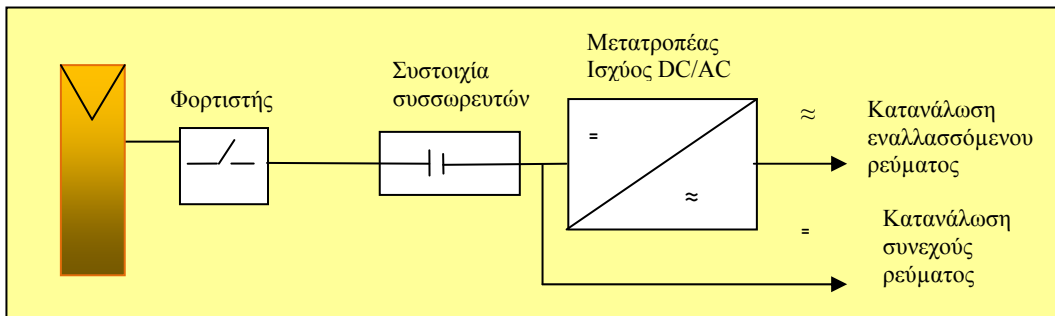 Φορτιστής
Συστοιχία
συσσωρευτών
Μετατροπέας
Ισχύος DC/AC
=
≈
≈
Κατανάλωση
εναλλασσόμενου
ρεύματος
=
Κατανάλωση
συνεχούς
ρεύματος